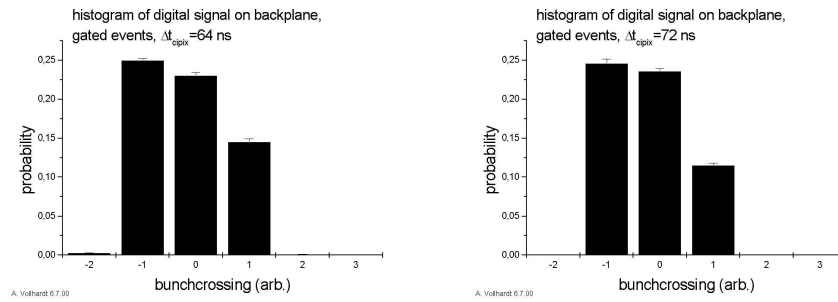 histogram of digital signal on backplane,
gated events, Δt_cipix=64 ns
0,25
0,20
0,15
0,10
0,05
0,00
probability
-2 -1 0 1 2 3
bunchcrossing (arb.)
A. Vollhardt 6.7.00
histogram of digital signal on backplane,
gated events, Δt_cipix=72 ns
0,25
0,20
0,15
0,10
0,05
0,00
probability
-2 -1 0 1 2 3
bunchcrossing (arb.)
A. Vollhardt 6.7.00